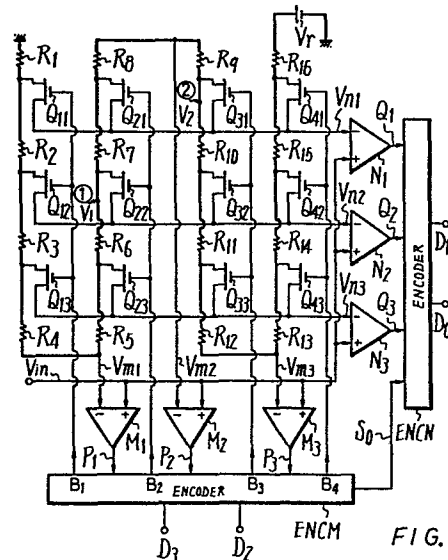 R1 R8 R9 Vr R16
② V2
Q11 Q21 Q31 Q41 Vn1 Q1
R2 R7 R10 R15 N1
① V1
Q12 Q22 Q32 Q42 Vn2 Q2
R3 R6 R11 R14 N2 D1
Q13 Q23 Q33 Q43 Vn3 Q3 D0
R4 R5 R12 R13 N3
Vin Vm1 Vm2 Vm3
ENCODER
ENCN
− + − + − +
− + − + − +
M1 M2 M3
P1 P2 P3 S0
B1 B2 ENCODER B3 B4
ENCM
D3 D2
FIG.